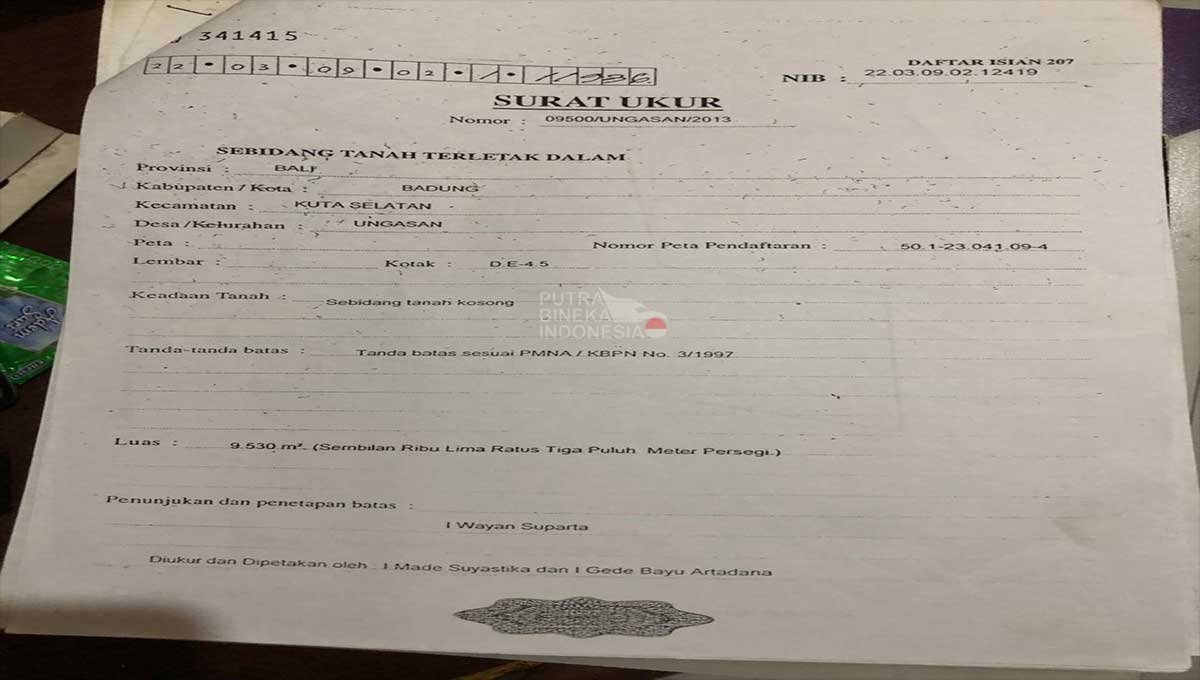 341415
22.03.09.02.1.11996
DAFTAR ISIAN 207
NIB : 22.03.09.02.12419
SURAT UKUR
Nomor : 09500/UNGASAN/2013
SEBIDANG TANAH TERLETAK DALAM
Provinsi : BALI
Kabupaten / Kota : BADUNG
Kecamatan : KUTA SELATAN
Desa / Kelurahan : UNGASAN
Peta : Nomor Peta Pendaftaran : 50.1-23.041.09-4
Lembar : Kotak : D.E-4.5
Keadaan Tanah : Sebidang tanah kosong
PUTRA
BINEKA
INDONESIA
Tanda-tanda batas : Tanda batas sesuai PMNA / KBPN No. 3/1997
Luas : 9.530 m². (Sembilan Ribu Lima Ratus Tiga Puluh Meter Persegi.)
Penunjukan dan penetapan batas :
I Wayan Suparta
Diukur dan Dipetakan oleh : I Made Suyastika dan I Gede Bayu Artadana